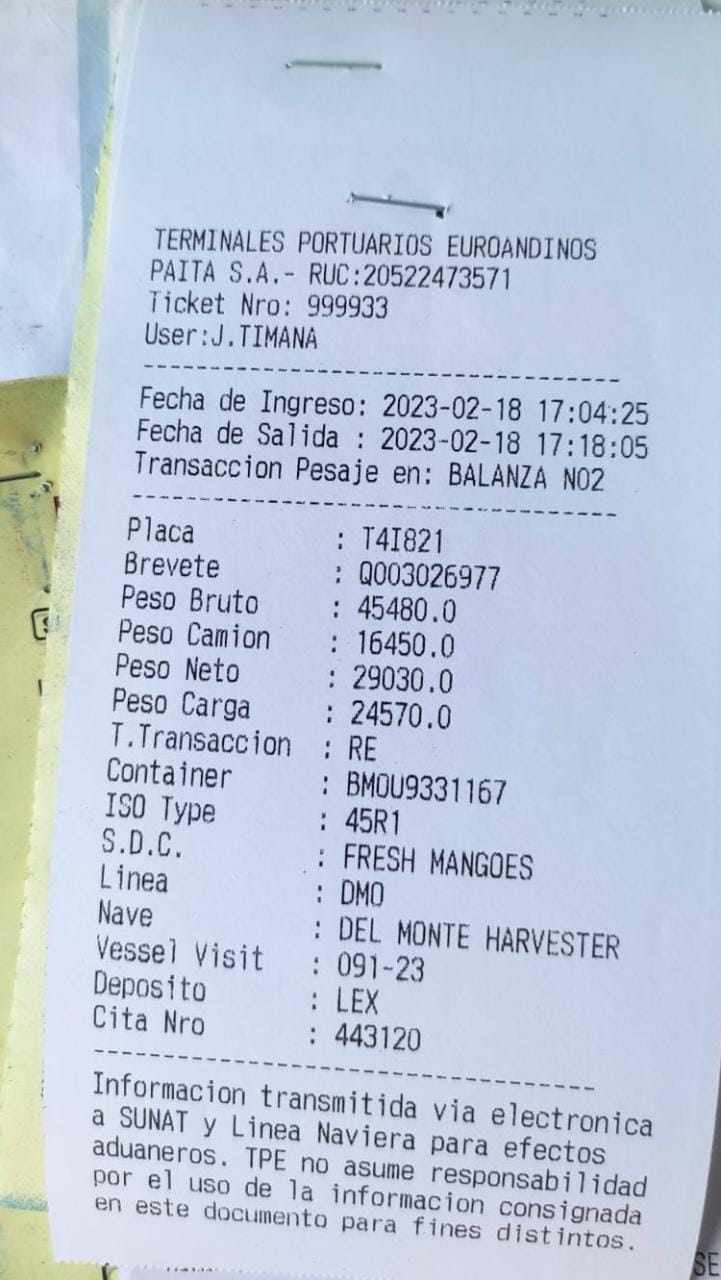 TERMINALES PORTUARIOS EUROANDINOS
PAITA S.A.- RUC:20522473571
Ticket Nro: 999933
User:J.TIMANA
Fecha de Ingreso: 2023-02-18 17:04:25
Fecha de Salida : 2023-02-18 17:18:05
Transaccion Pesaje en: BALANZA NO2
Placa : T4I821
Brevete : Q003026977
Peso Bruto : 45480.0
Peso Camion : 16450.0
Peso Neto : 29030.0
Peso Carga : 24570.0
T.Transaccion : RE
Container : BMOU9331167
ISO Type : 45R1
S.D.C. : FRESH MANGOES
Linea : DMO
Nave : DEL MONTE HARVESTER
Vessel Visit : 091-23
Deposito : LEX
Cita Nro : 443120
Informacion transmitida via electronica
a SUNAT y Linea Naviera para efectos
aduaneros. TPE no asume responsabilidad
por el uso de la informacion consignada
en este documento para fines distintos.
SE